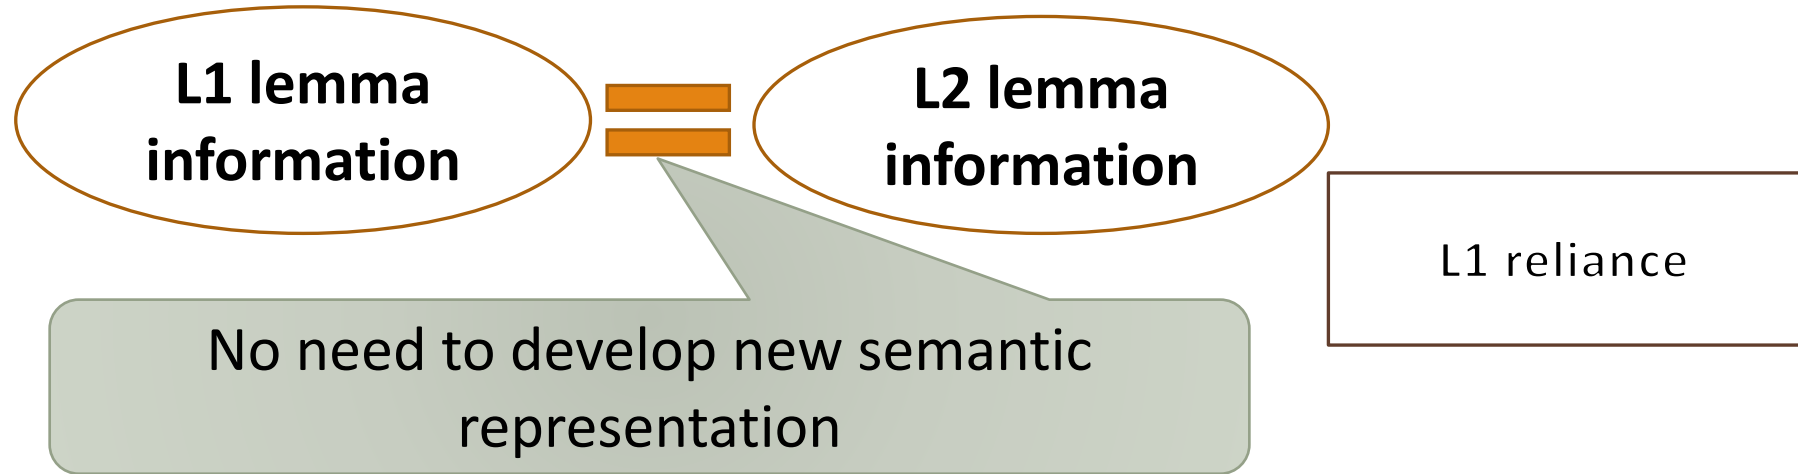 L1 lemma
information
L2 lemma
information
L1 reliance
No need to develop new semantic
representation